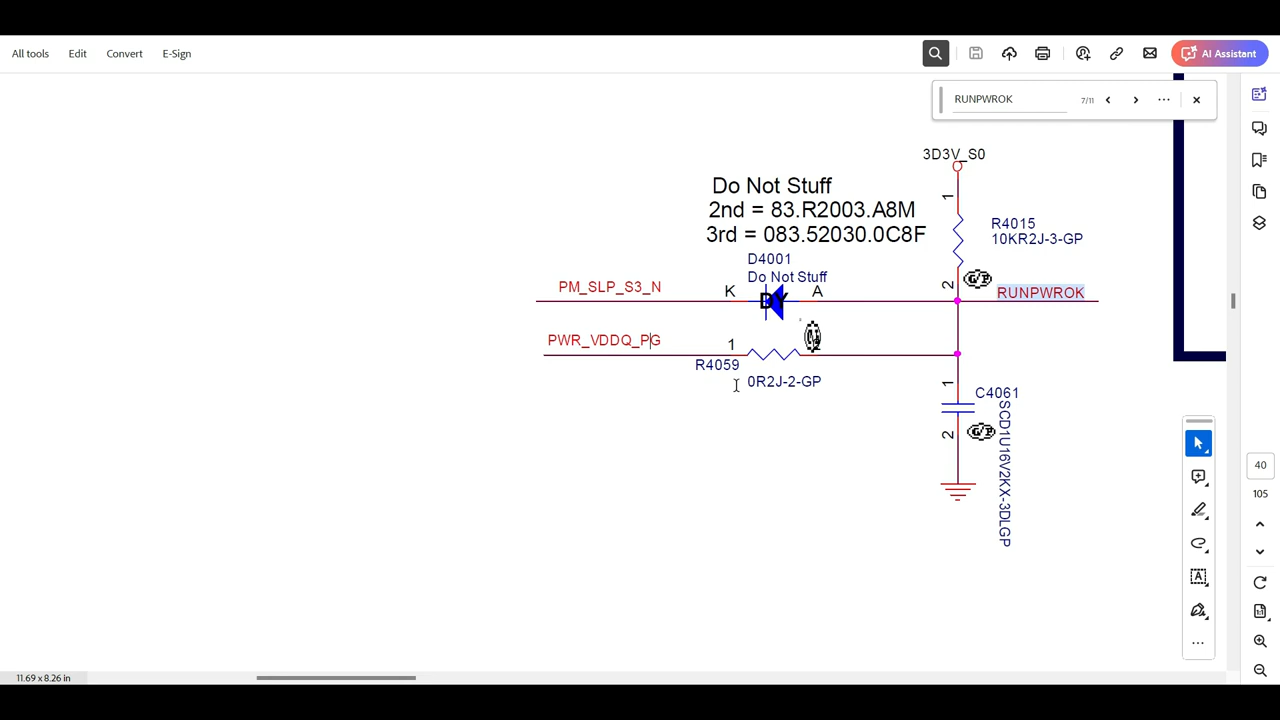 All tools Edit Convert E-Sign AI Assistant
RUNPWROK 7/11
3D3V_S0
Do Not Stuff
2nd = 83.R2003.A8M
3rd = 083.52030.0C8F
1
R4015
10KR2J-3-GP
D4001
Do Not Stuff
2
G/P
PM_SLP_S3_N K DY A RUNPWROK
PWR_VDDQ_PG 1
R4059
0R2J-2-GP
1
C4061
SCD1U16V2KX-3DLGP
2
G/P
40
105
11.69 x 8.26 in